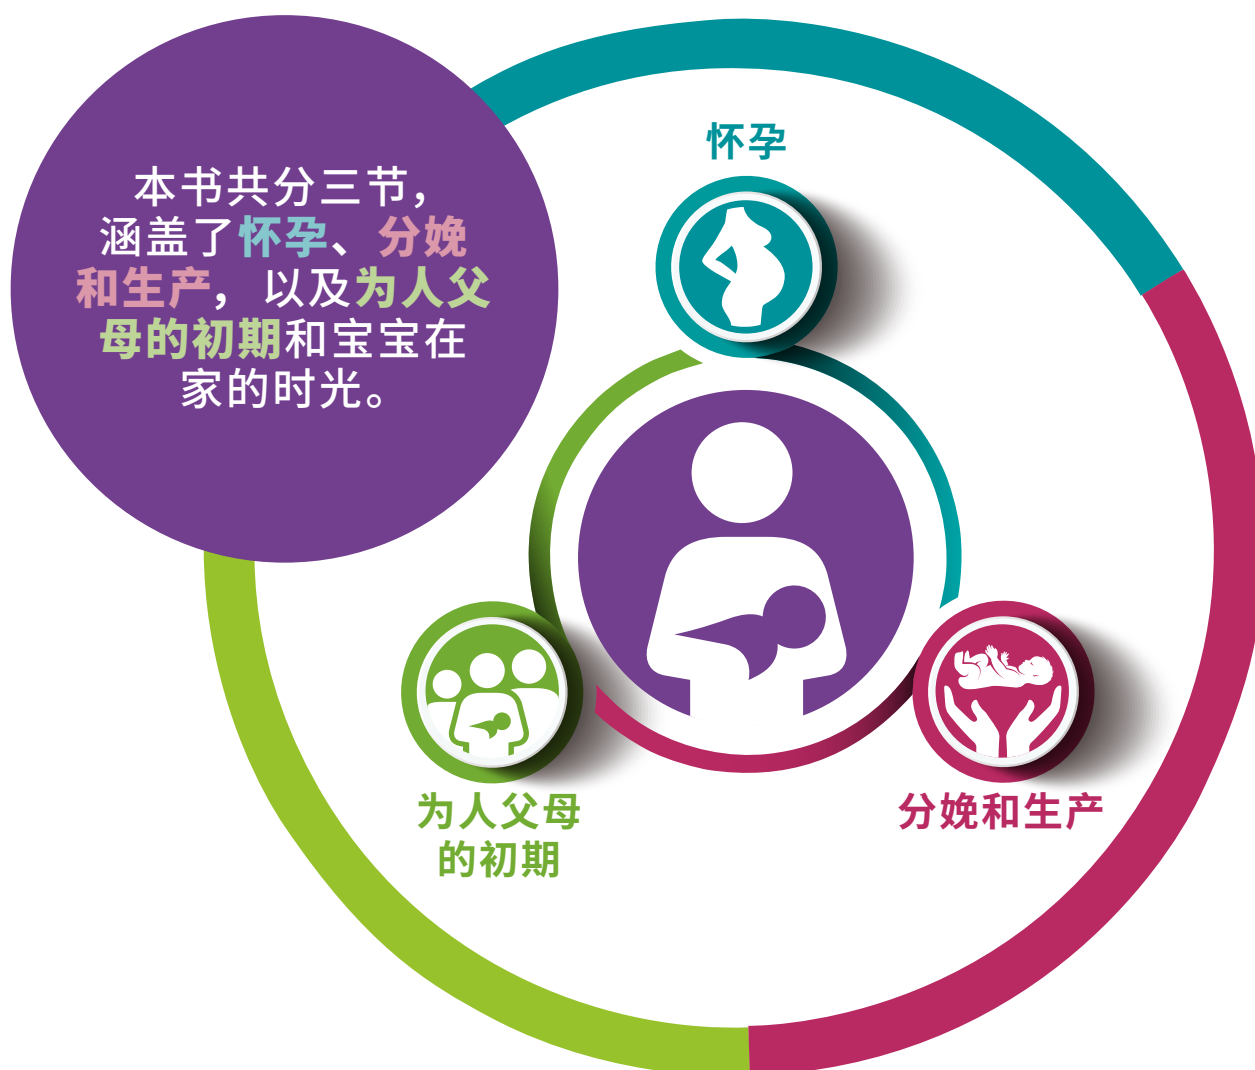 本书共分三节，
涵盖了怀孕、分娩
和生产，以及为人父
母的初期和宝宝在
家的时光。
怀孕
为人父母
的初期
分娩和生产